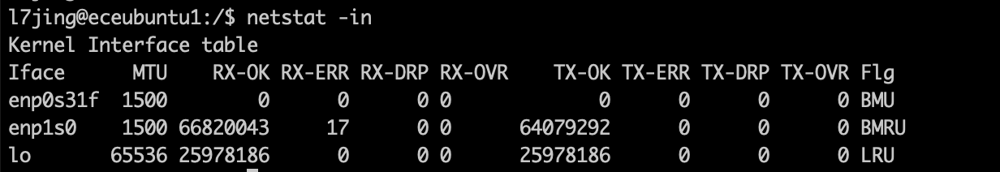 l7jing@eceubuntu1:/$ netstat -in
Kernel Interface table
Iface      MTU    RX-OK RX-ERR RX-DRP RX-OVR    TX-OK TX-ERR TX-DRP TX-OVR Flg
enp0s31f  1500        0      0      0 0             0      0      0      0 BMU
enp1s0    1500 66820043     17      0 0      64079292      0      0      0 BMRU
lo       65536 25978186      0      0 0      25978186      0      0      0 LRU